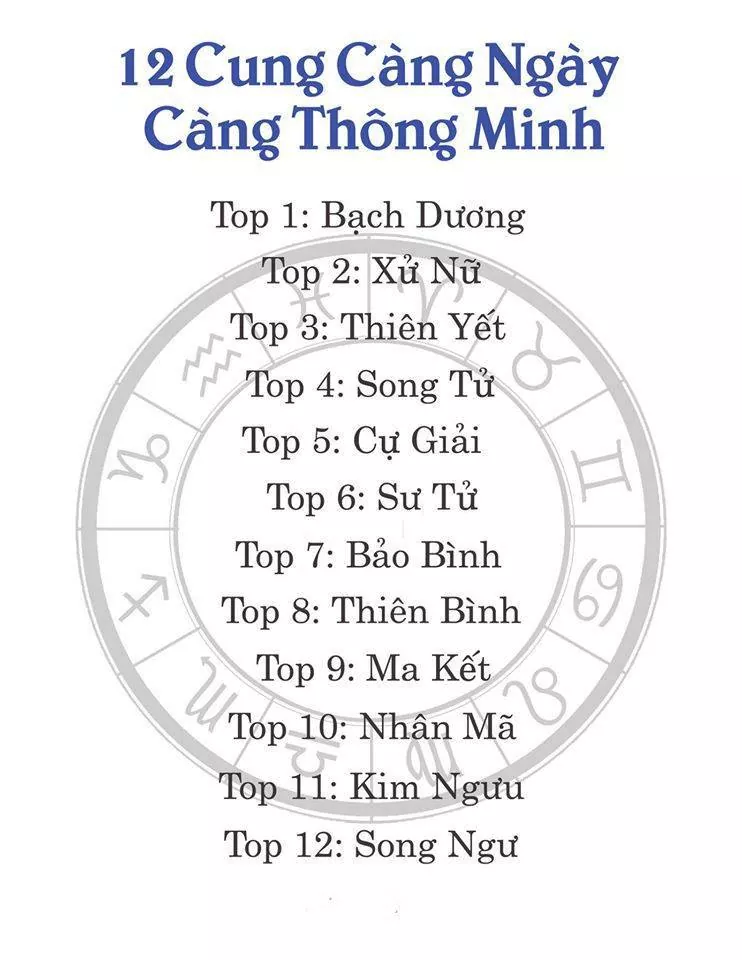 12 Cung Càng Ngày
Càng Thông Minh
Top 1: Bạch Dương
Top 2: Xử Nữ
Top 3: Thiên Yết
Top 4: Song Tử
Top 5: Cự Giải
Top 6: Sư Tử
Top 7: Bảo Bình
Top 8: Thiên Bình
Top 9: Ma Kết
Top 10: Nhân Mã
Top 11: Kim Ngưu
Top 12: Song Ngư